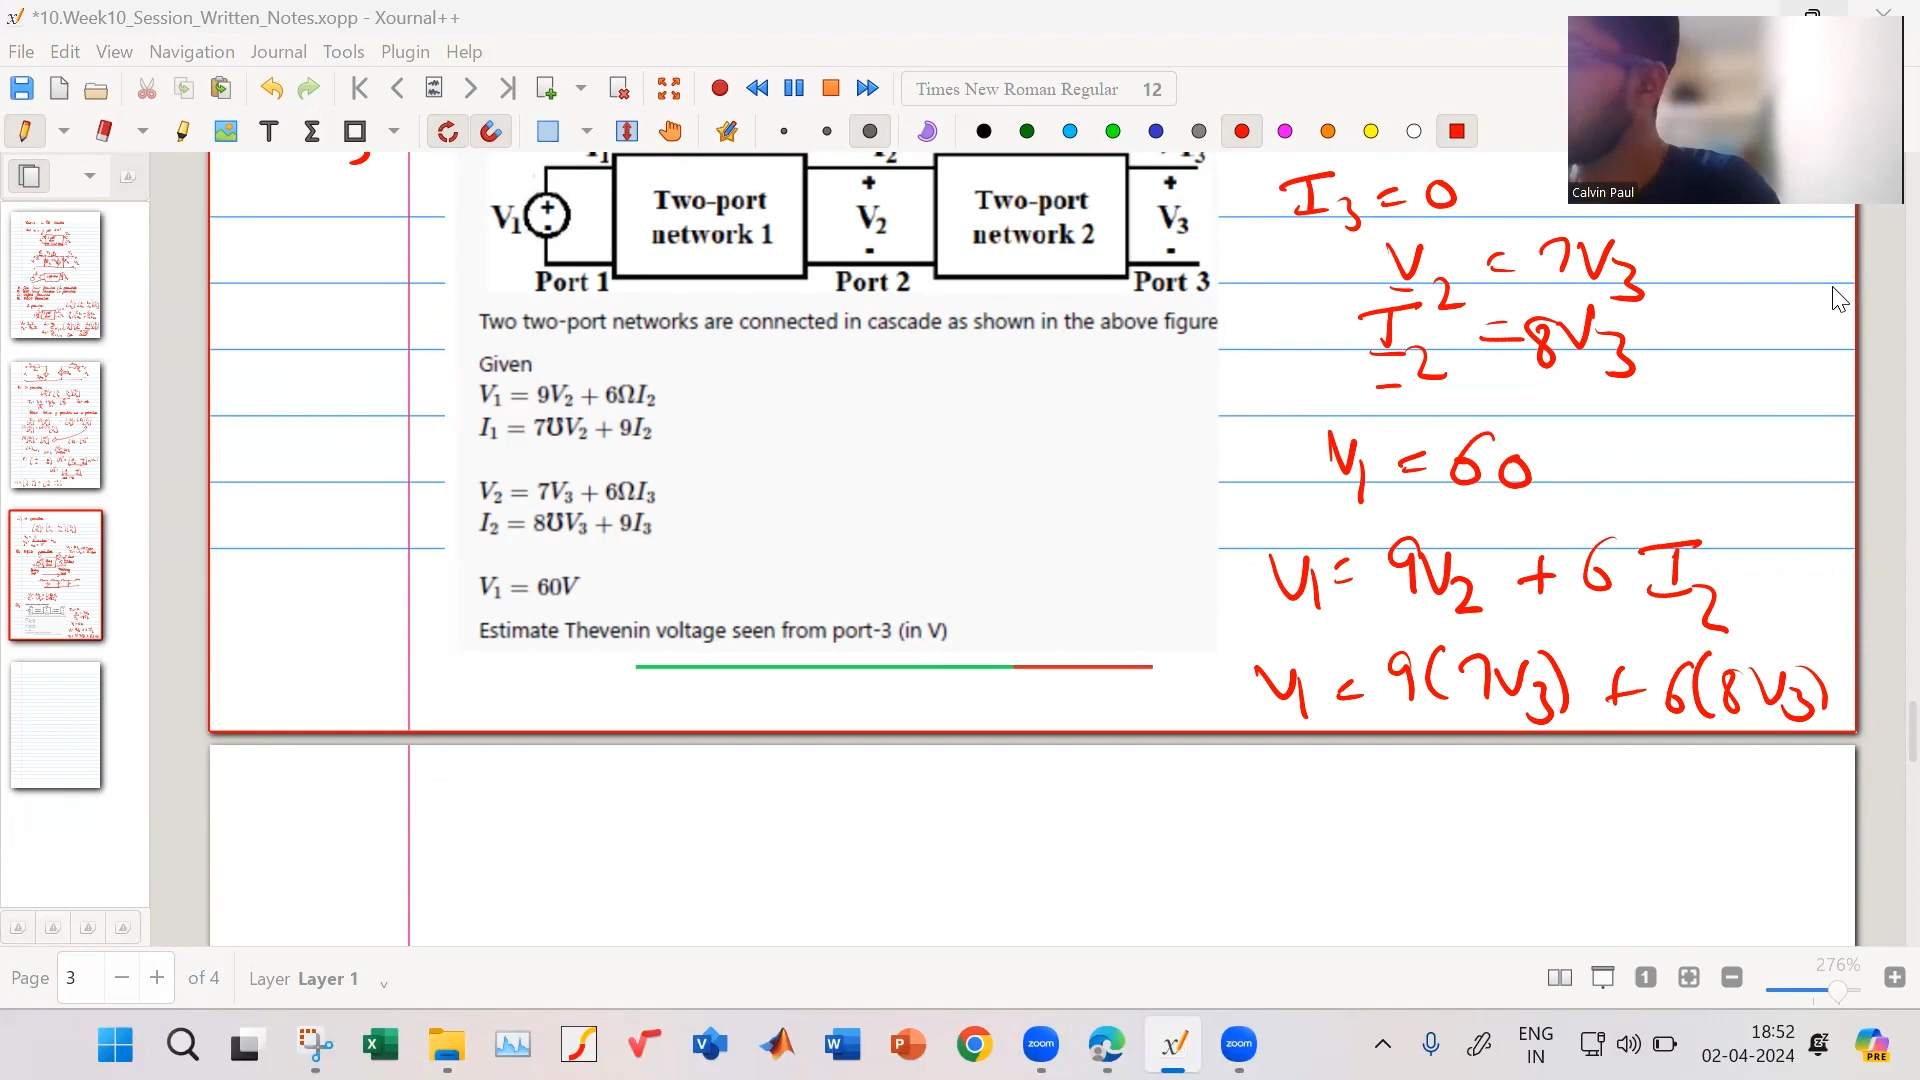 *10.Week10_Session_Written_Notes.xopp - Xournal++
File Edit View Navigation Journal Tools Plugin Help
Times New Roman Regular 12
Calvin Paul
V1
Two-port
network 1
+
V2
-
Two-port
network 2
+
V3
-
Port 1
Port 2
Port 3
Two two-port networks are connected in cascade as shown in the above figure
Given
V₁ = 9V₂ + 6ΩI₂
I₁ = 7℧V₂ + 9I₂
V₂ = 7V₃ + 6ΩI₃
I₂ = 8℧V₃ + 9I₃
V₁ = 60V
Estimate Thevenin voltage seen from port-3 (in V)
I₃ = 0
V₂ = 7V₃
I₂ = 8V₃
V₁ = 60
V₁ = 9V₂ + 6 I₂
V₁ = 9(7V₃) + 6(8V₃)
Page 3 of 4 Layer Layer 1
276%
zoom
zoom
ENG
IN
18:52
02-04-2024
PRE